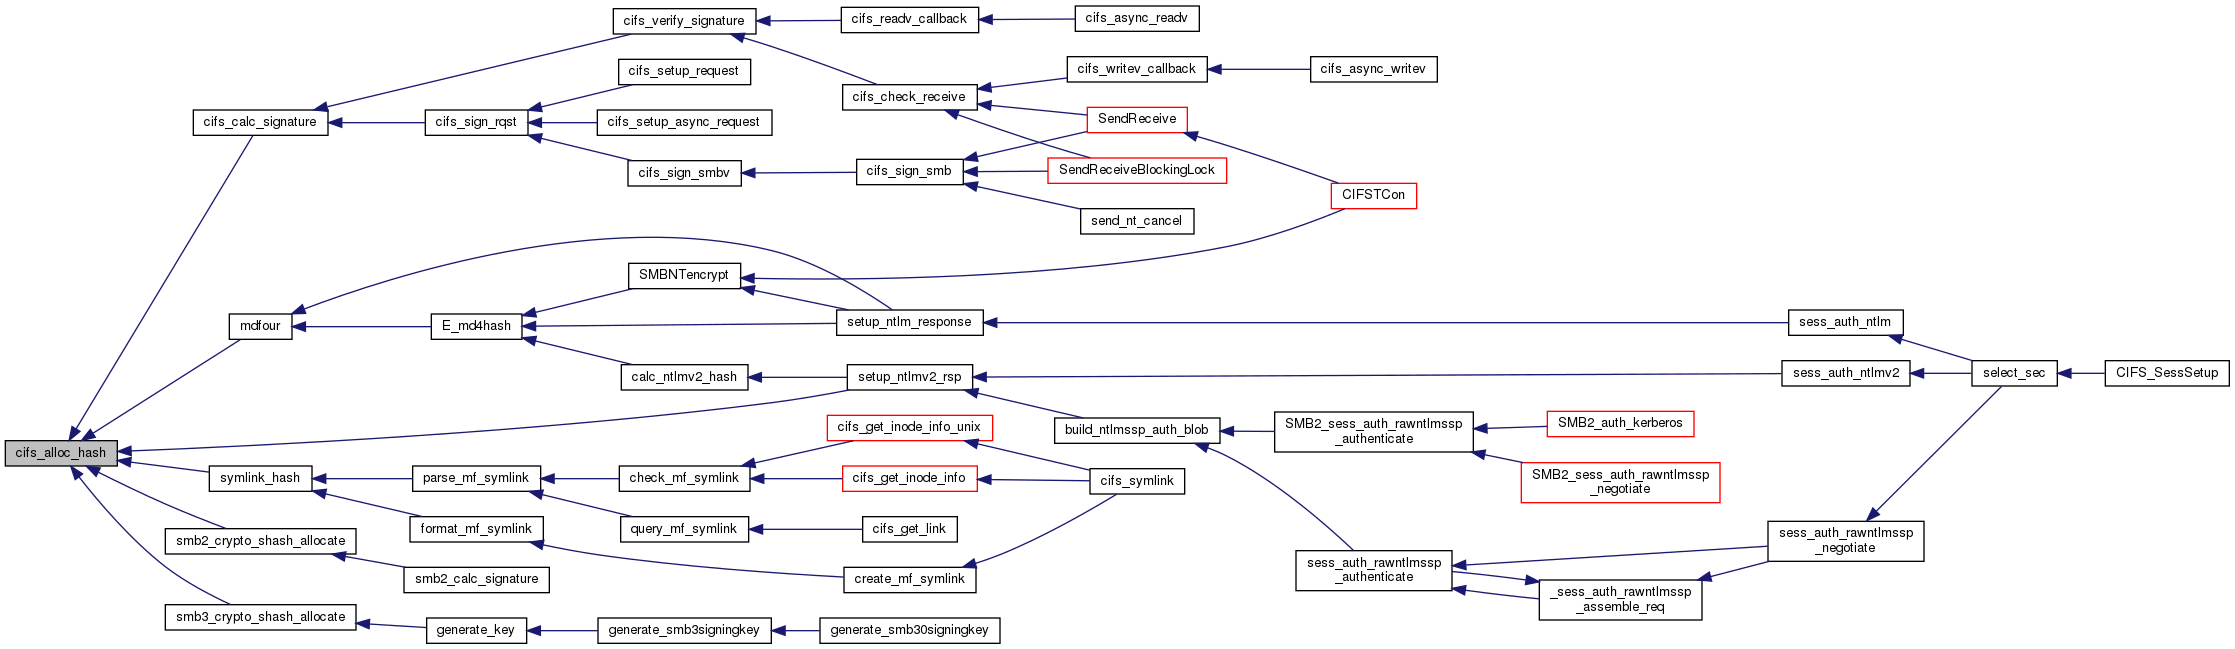 cifs_verify_signature
cifs_readv_callback
cifs_async_readv
cifs_setup_request
cifs_writev_callback
cifs_async_writev
cifs_check_receive
cifs_calc_signature
cifs_sign_rqst
cifs_setup_async_request
SendReceive
cifs_sign_smbv
cifs_sign_smb
SendReceiveBlockingLock
CIFSTCon
send_nt_cancel
SMBNTencrypt
mdfour
E_md4hash
setup_ntlm_response
sess_auth_ntlm
calc_ntlmv2_hash
setup_ntlmv2_rsp
sess_auth_ntlmv2
select_sec
CIFS_SessSetup
cifs_get_inode_info_unix
build_ntlmssp_auth_blob
SMB2_sess_auth_rawntlmssp
_authenticate
SMB2_auth_kerberos
cifs_alloc_hash
symlink_hash
parse_mf_symlink
check_mf_symlink
cifs_get_inode_info
cifs_symlink
SMB2_sess_auth_rawntlmssp
_negotiate
format_mf_symlink
query_mf_symlink
cifs_get_link
smb2_crypto_shash_allocate
sess_auth_rawntlmssp
_negotiate
smb2_calc_signature
create_mf_symlink
sess_auth_rawntlmssp
_authenticate
_sess_auth_rawntlmssp
_assemble_req
smb3_crypto_shash_allocate
generate_key
generate_smb3signingkey
generate_smb30signingkey